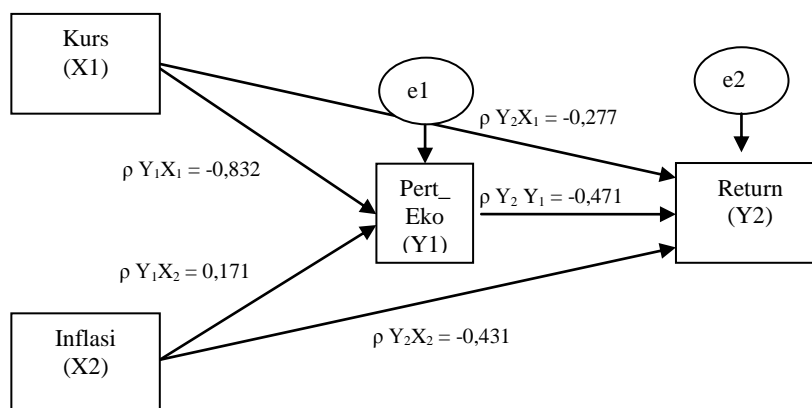 Kurs
(X1)
e1
e2
ρ Y₂X₁ = -0,277
ρ Y₁X₁ = -0,832
Pert_
Eko
(Y1)
ρ Y₂ Y₁ = -0,471
Return
(Y2)
ρ Y₁X₂ = 0,171
Inflasi
(X2)
ρ Y₂X₂ = -0,431